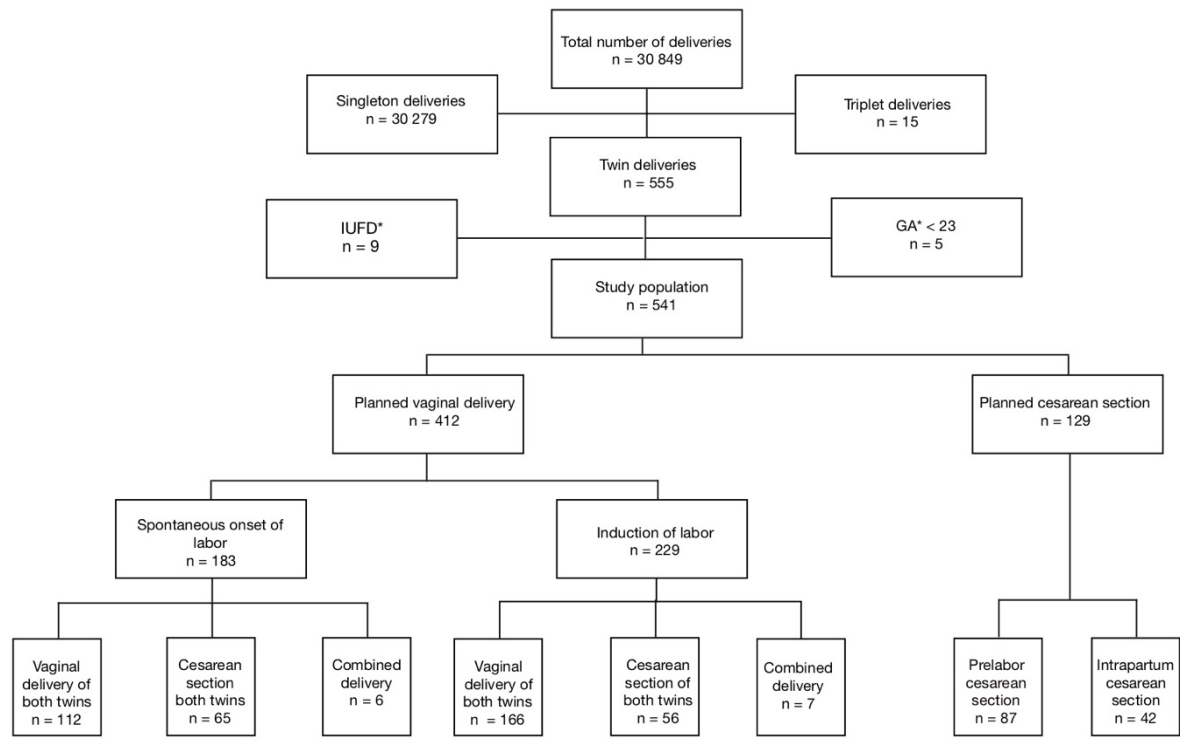 Total number of deliveries
n = 30 849
Singleton deliveries
n = 30 279
Triplet deliveries
n = 15
Twin deliveries
n = 555
IUFD*
n = 9
GA* < 23
n = 5
Study population
n = 541
Planned vaginal delivery
n = 412
Planned cesarean section
n = 129
Spontaneous onset of
labor
n = 183
Induction of labor
n = 229
Vaginal
delivery of
both twins
n = 112
Cesarean
section
both twins
n = 65
Combined
delivery
n = 6
Vaginal
delivery of
both twins
n = 166
Cesarean
section of
both twins
n = 56
Combined
delivery
n = 7
Prelabor
cesarean
section
n = 87
Intrapartum
cesarean
section
n = 42